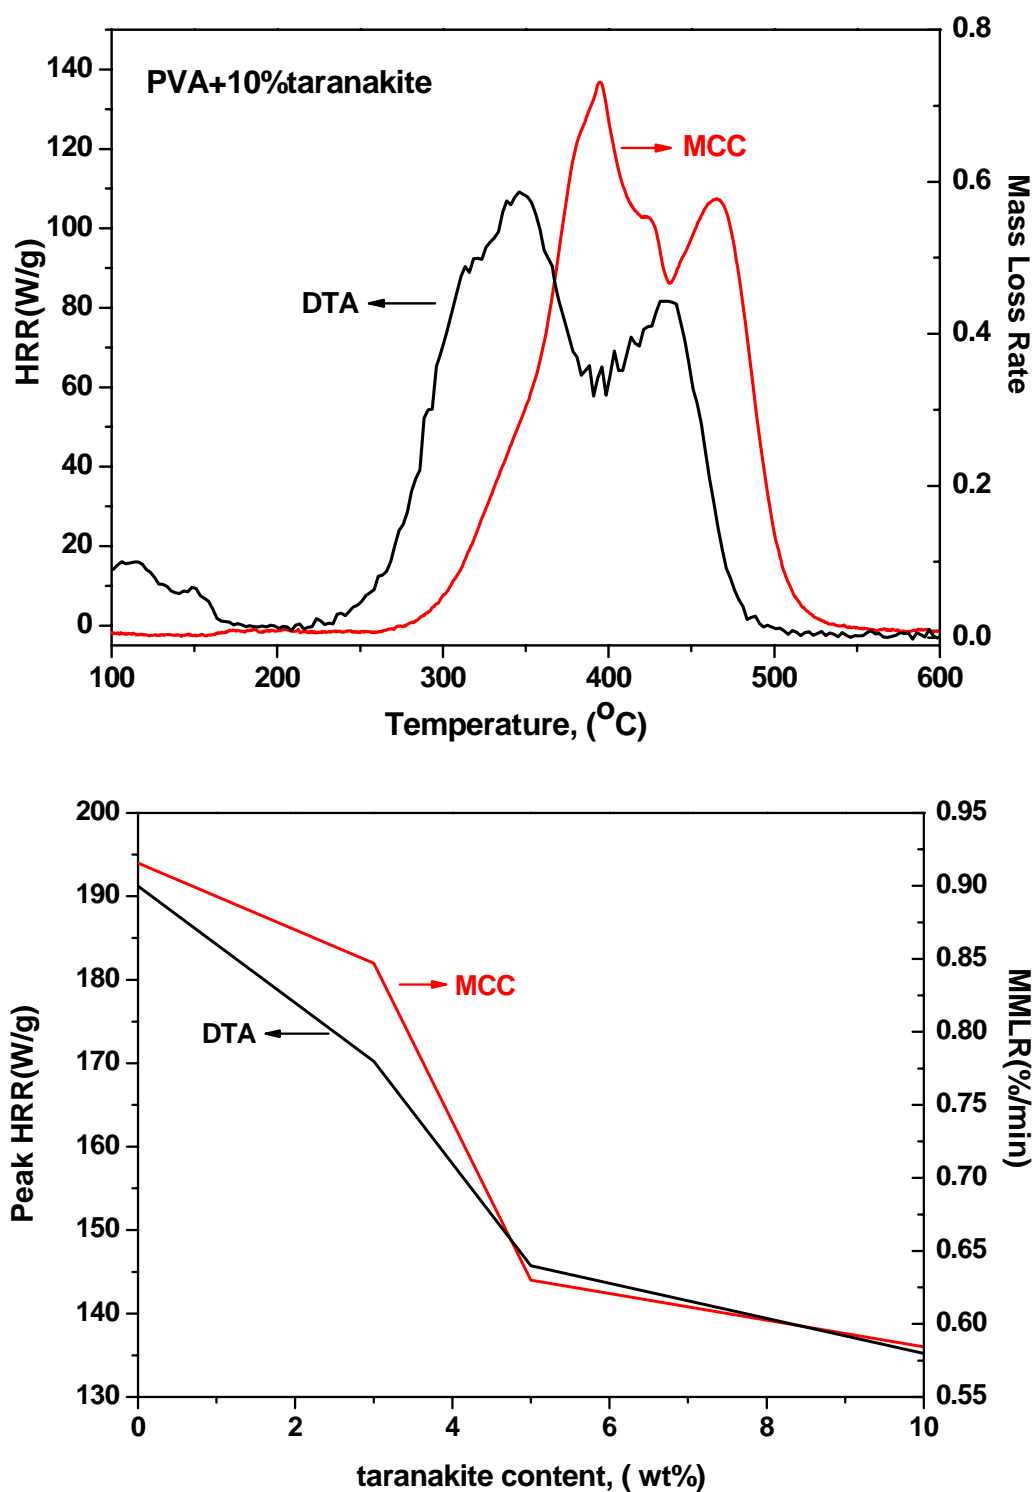 0.8
140
PVA+10%taranakite
120
MCC
0.6
100
HRR(W/g)
Mass Loss Rate
DTA
80
0.4
60
40
0.2
20
0
0.0
100 200 300 400 500 600
Temperature, (°C)
200
0.95
190
0.90
180
0.85
MCC
DTA
0.80
170
Peak HRR(W/g)
MMLR(%/min)
0.75
160
0.70
150
0.65
140
0.60
130
0.55
0 2 4 6 8 10
taranakite content, ( wt%)